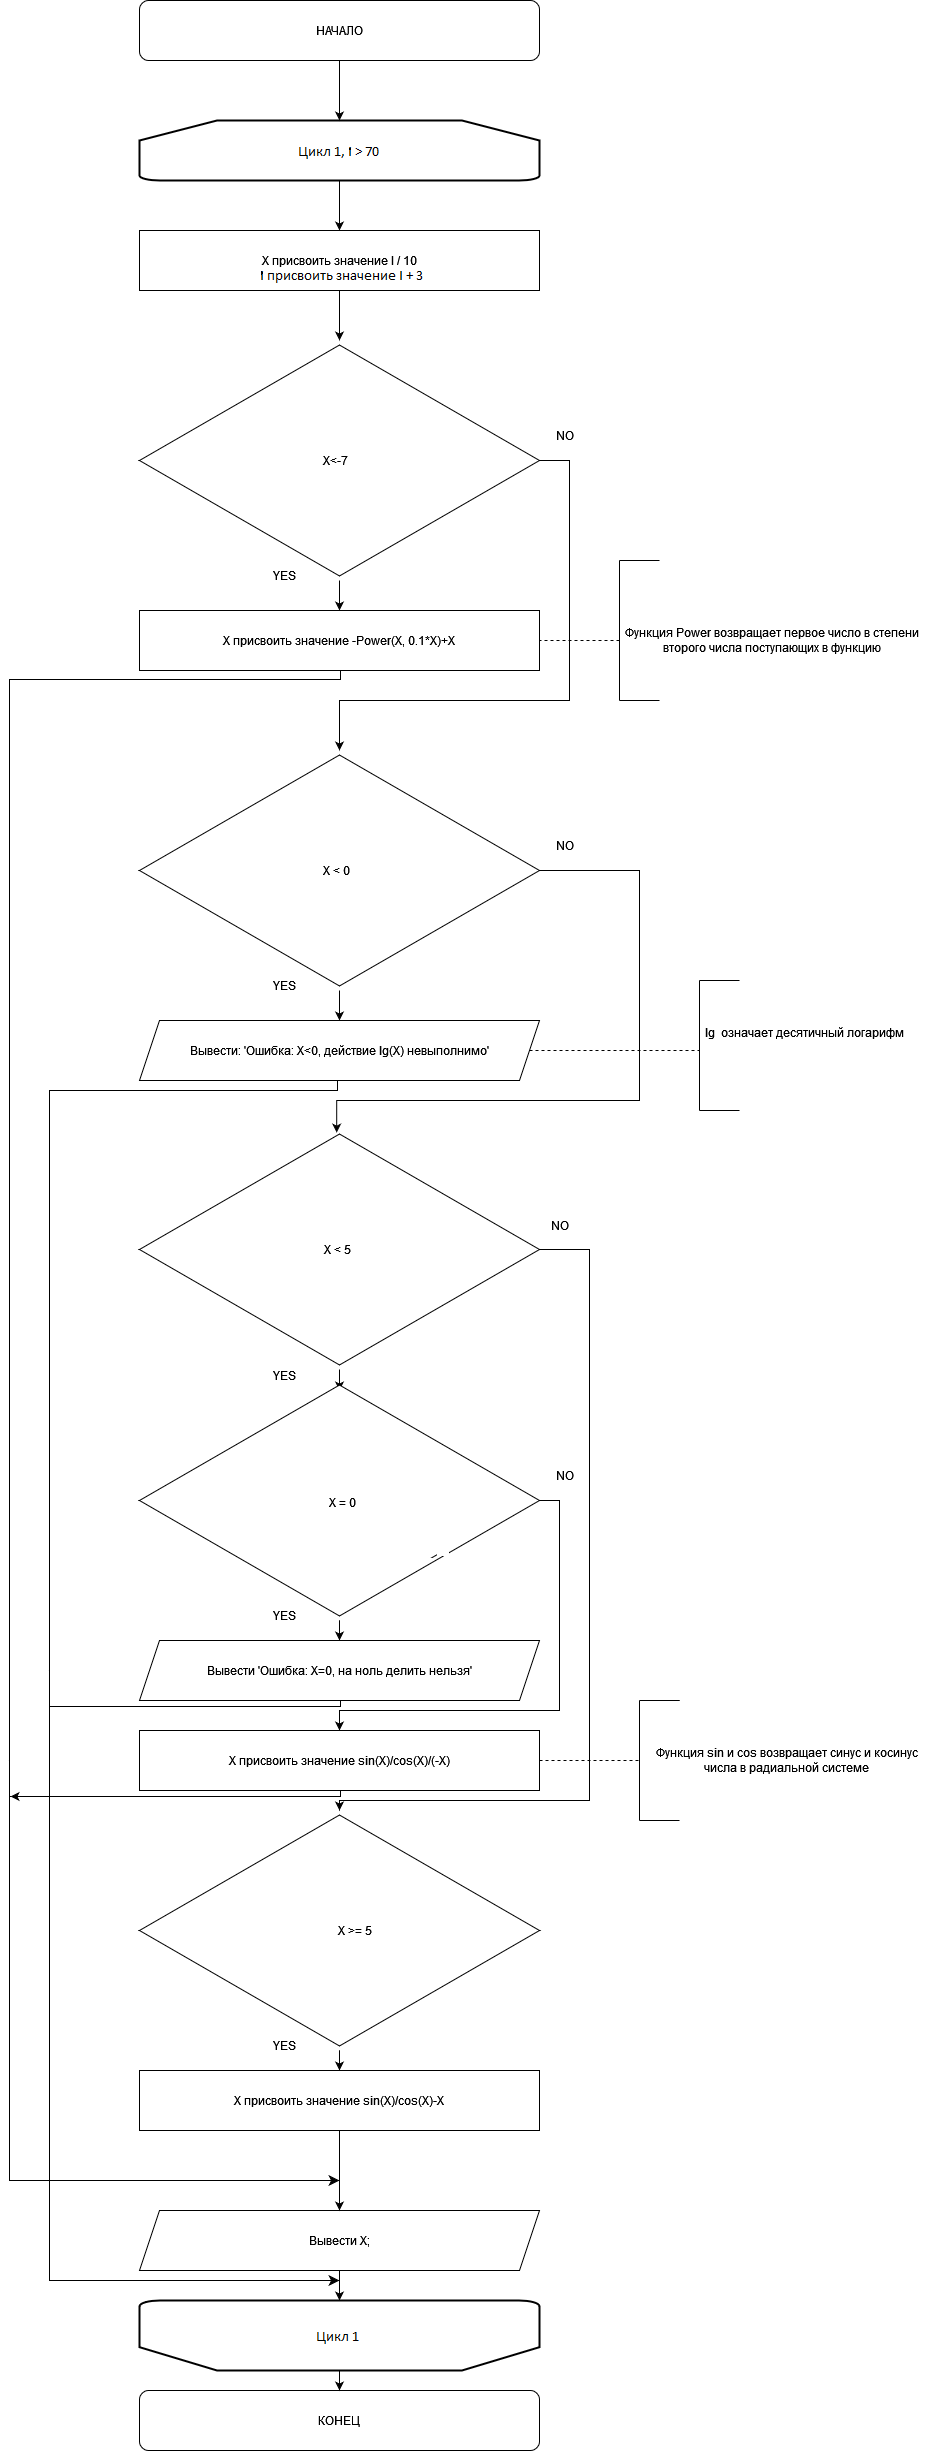 НАЧАЛО
Цикл 1, I > 70
X присвоить значение I / 10
I присвоить значение I + 3
X<-7
NO
YES
X присвоить значение -Power(X, 0.1*X)+X
Функция Power возвращает первое число в степени
второго числа поступающих в функцию
X < 0
NO
YES
Вывести: 'Ошибка: X<0, действие lg(X) невыполнимо'
lg означает десятичный логарифм
X < 5
NO
YES
X = 0
NO
YES
Вывести 'Ошибка: X=0, на ноль делить нельзя'
X присвоить значение sin(X)/cos(X)/(-X)
Функция sin и cos возвращает синус и косинус
числа в радиальной системе
X >= 5
YES
X присвоить значение sin(X)/cos(X)-X
Вывести X;
Цикл 1
КОНЕЦ